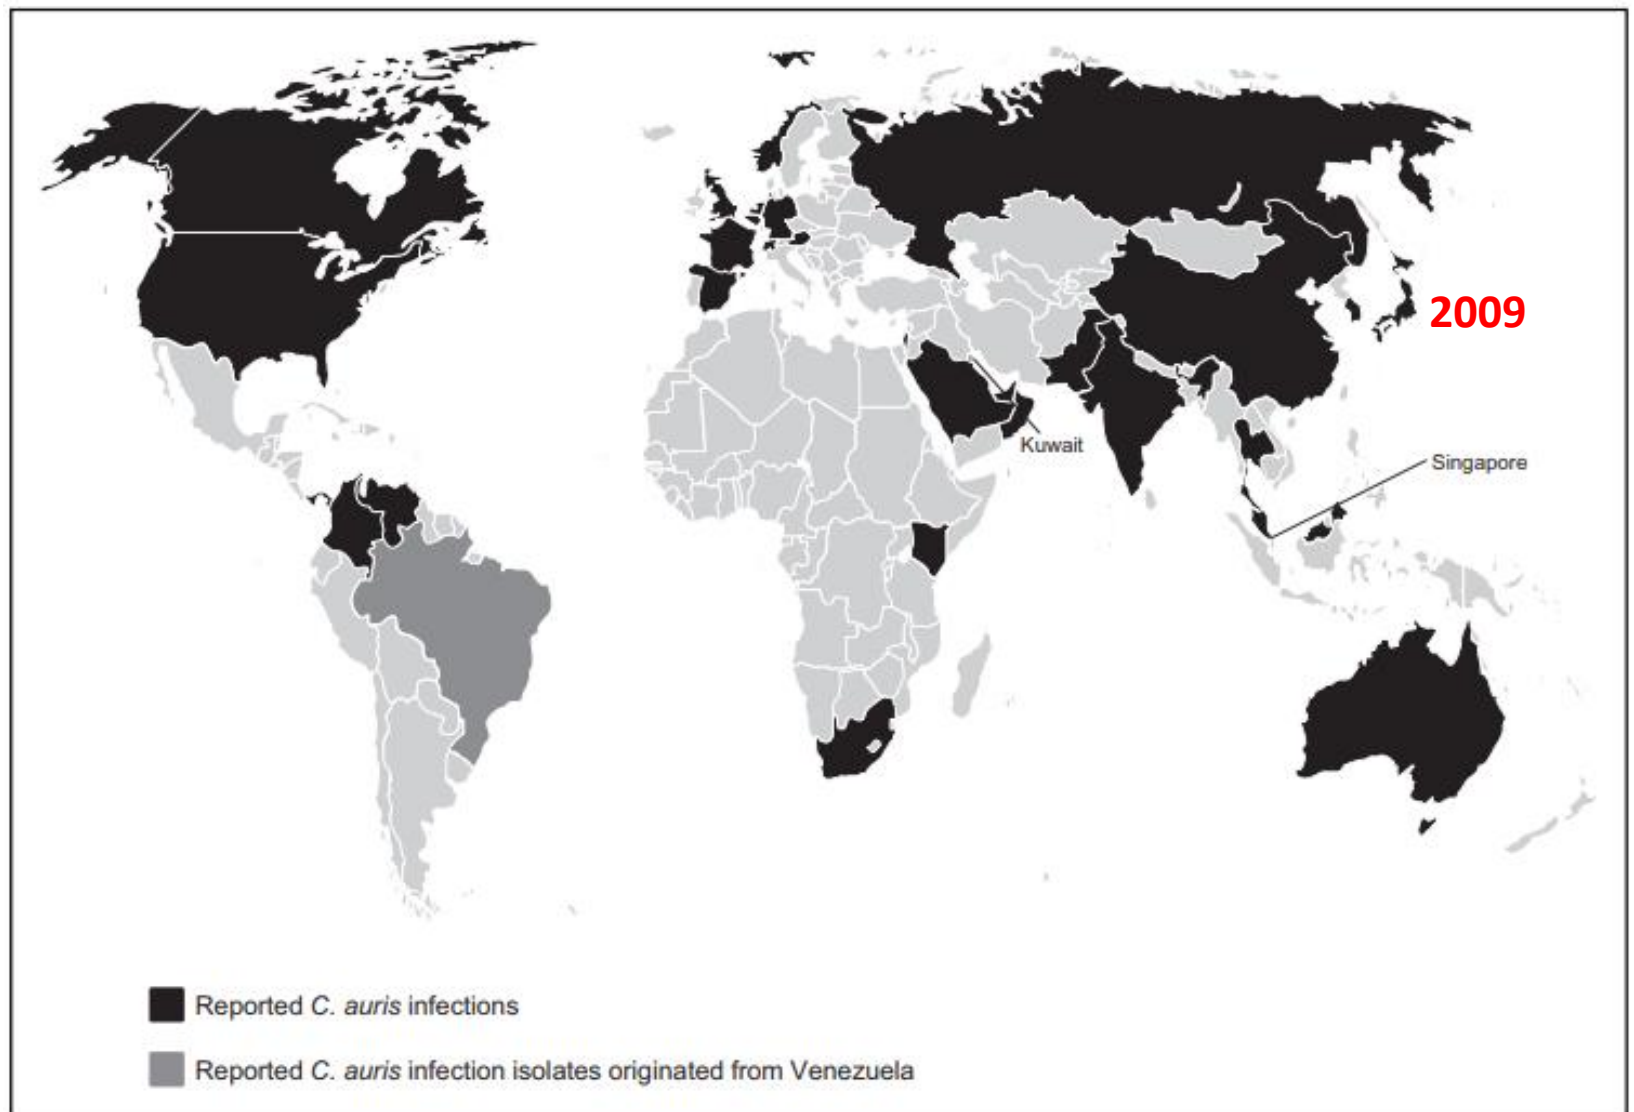 2009
Kuwait
Singapore
Reported C. auris infections
Reported C. auris infection isolates originated from Venezuela